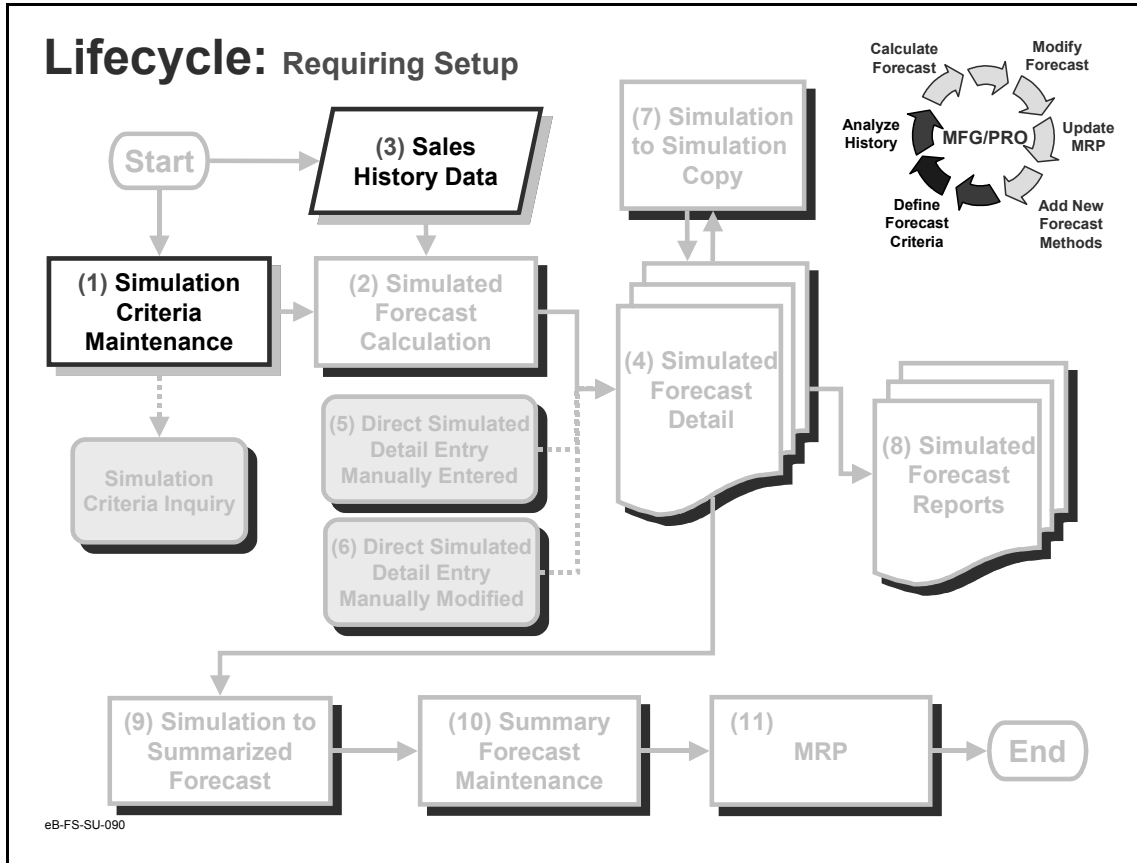 Lifecycle: Requiring Setup
Calculate
Forecast
Modify
Forecast
Analyze
History
MFG/PRO
Update
MRP
Define
Forecast
Criteria
Add New
Forecast
Methods
Start
(3) Sales
History Data
(7) Simulation
to Simulation
Copy
(1) Simulation
Criteria
Maintenance
(2) Simulated
Forecast
Calculation
(4) Simulated
Forecast
Detail
(5) Direct Simulated
Detail Entry
Manually Entered
(8) Simulated
Forecast
Reports
Simulation
Criteria Inquiry
(6) Direct Simulated
Detail Entry
Manually Modified
(9) Simulation to
Summarized
Forecast
(10) Summary
Forecast
Maintenance
(11)
MRP
End
eB-FS-SU-090